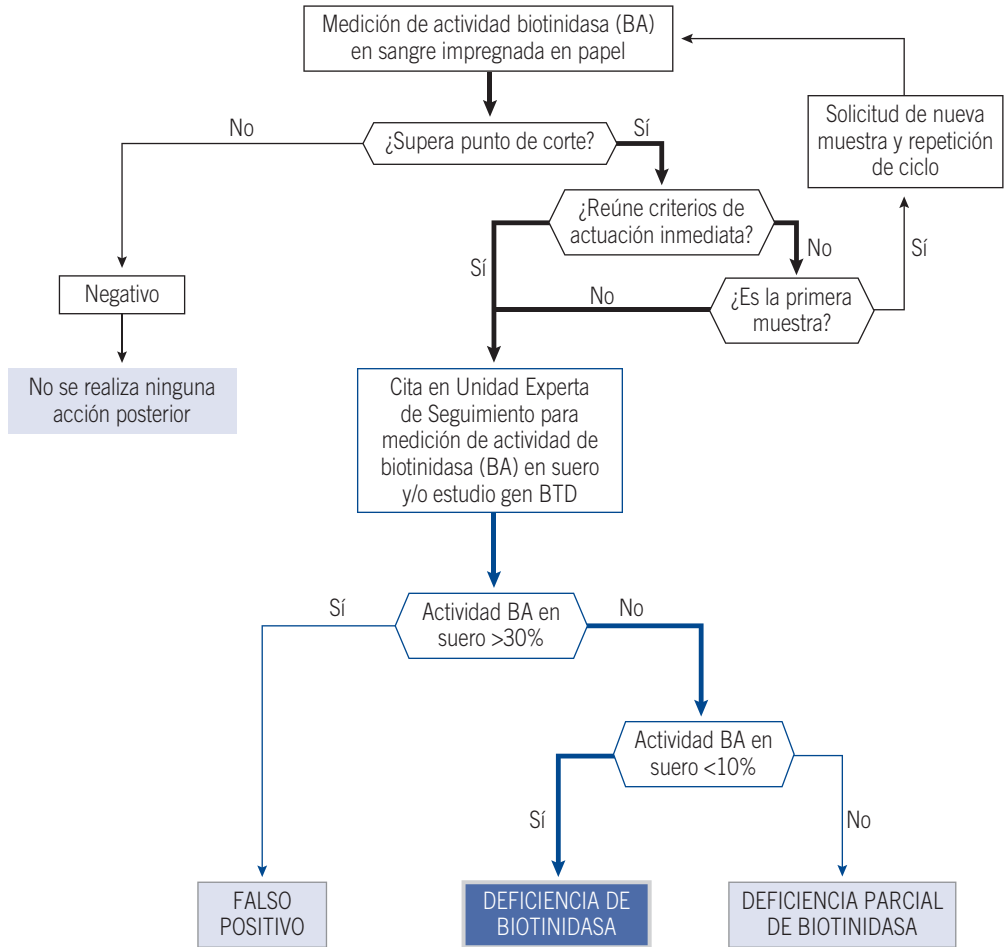 Medición de actividad biotinidasa (BA)
en sangre impregnada en papel
No
¿Supera punto de corte?
Sí
Solicitud de nueva
muestra y repetición
de ciclo
¿Reúne criterios de
actuación inmediata?
Sí
No
Sí
No
¿Es la primera
muestra?
Negativo
No se realiza ninguna
acción posterior
Cita en Unidad Experta
de Seguimiento para
medición de actividad de
biotinidasa (BA) en suero
y/o estudio gen BTD
Sí
Actividad BA en
suero >30%
No
Actividad BA en
suero <10%
Sí
No
FALSO
POSITIVO
DEFICIENCIA DE
BIOTINIDASA
DEFICIENCIA PARCIAL
DE BIOTINIDASA